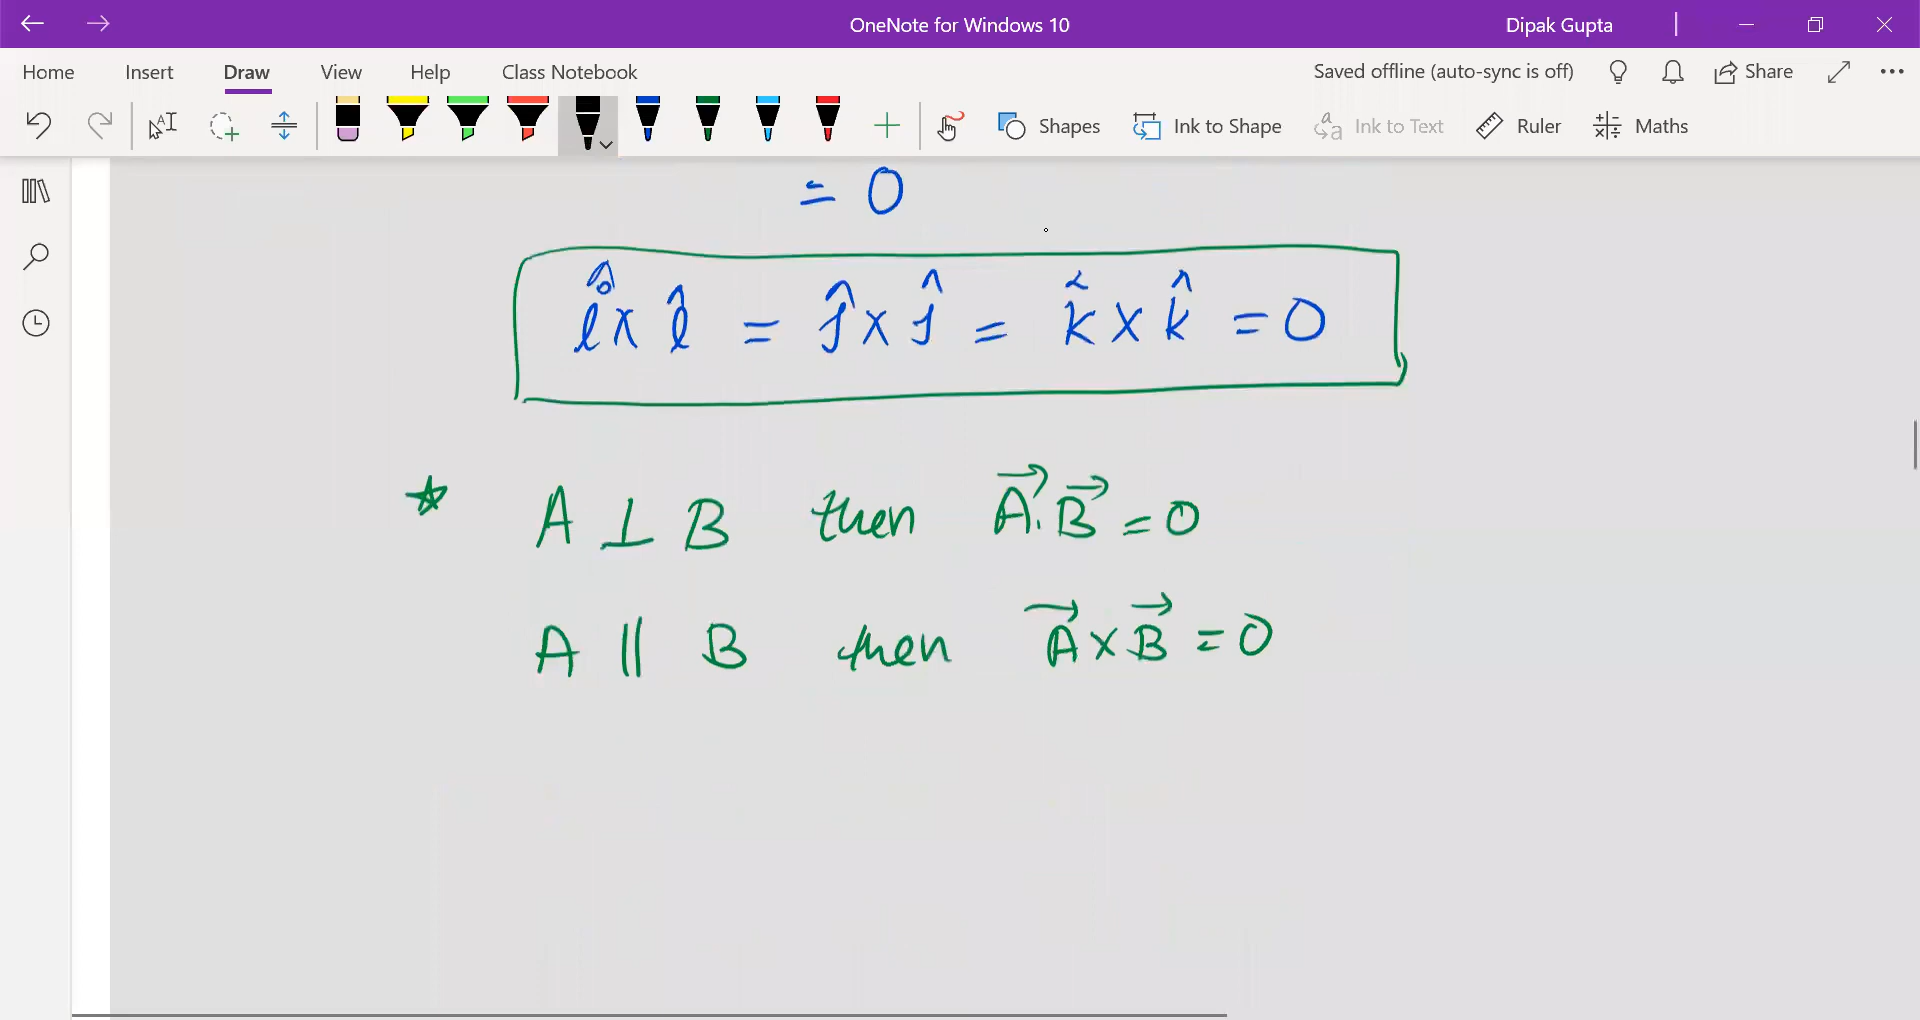 OneNote for Windows 10 Dipak Gupta
Home Insert Draw View Help Class Notebook Saved offline (auto-sync is off) Share
Shapes Ink to Shape Ink to Text Ruler Maths
= 0
î × î = ĵ × ĵ = k̂ × k̂ = 0
☆ A ⊥ B then A⃗.B⃗ = 0
A || B then A⃗ × B⃗ = 0